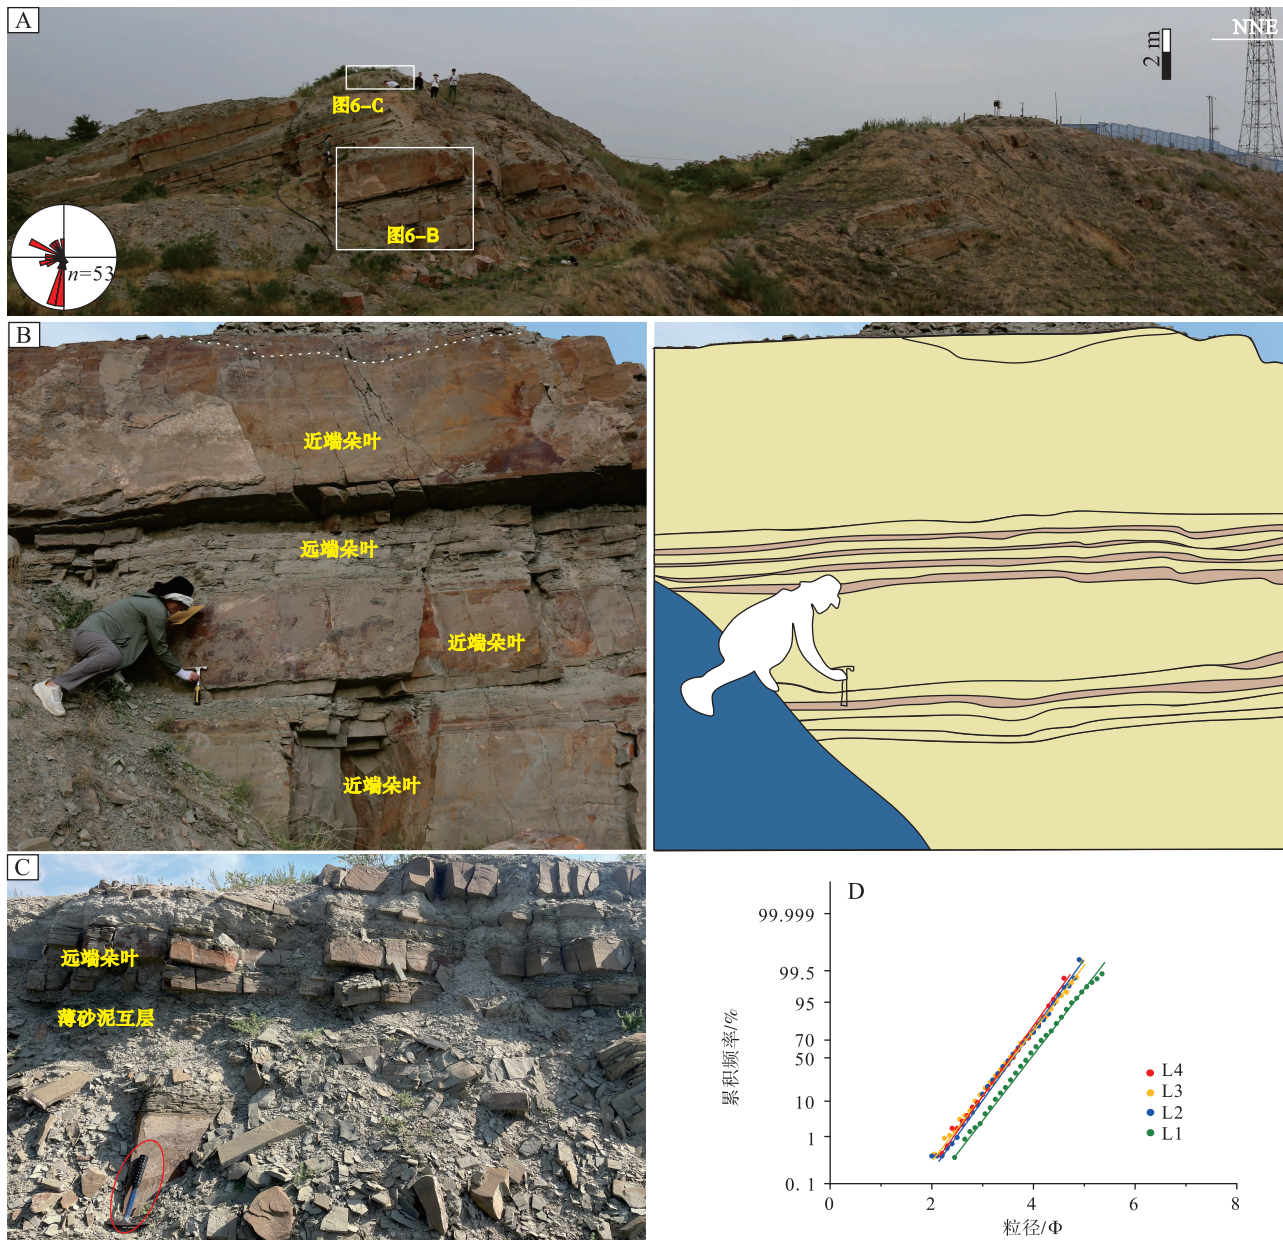 A
NNE
2 m
图6-C
图6-B
n=53
B
近端朵叶
远端朵叶
近端朵叶
近端朵叶
C
远端朵叶
薄砂泥互层
D
累积频率/%
99.999
99.5
95
70
50
10
1
0.1
0
2
4
6
8
粒径/Φ
L4
L3
L2
L1